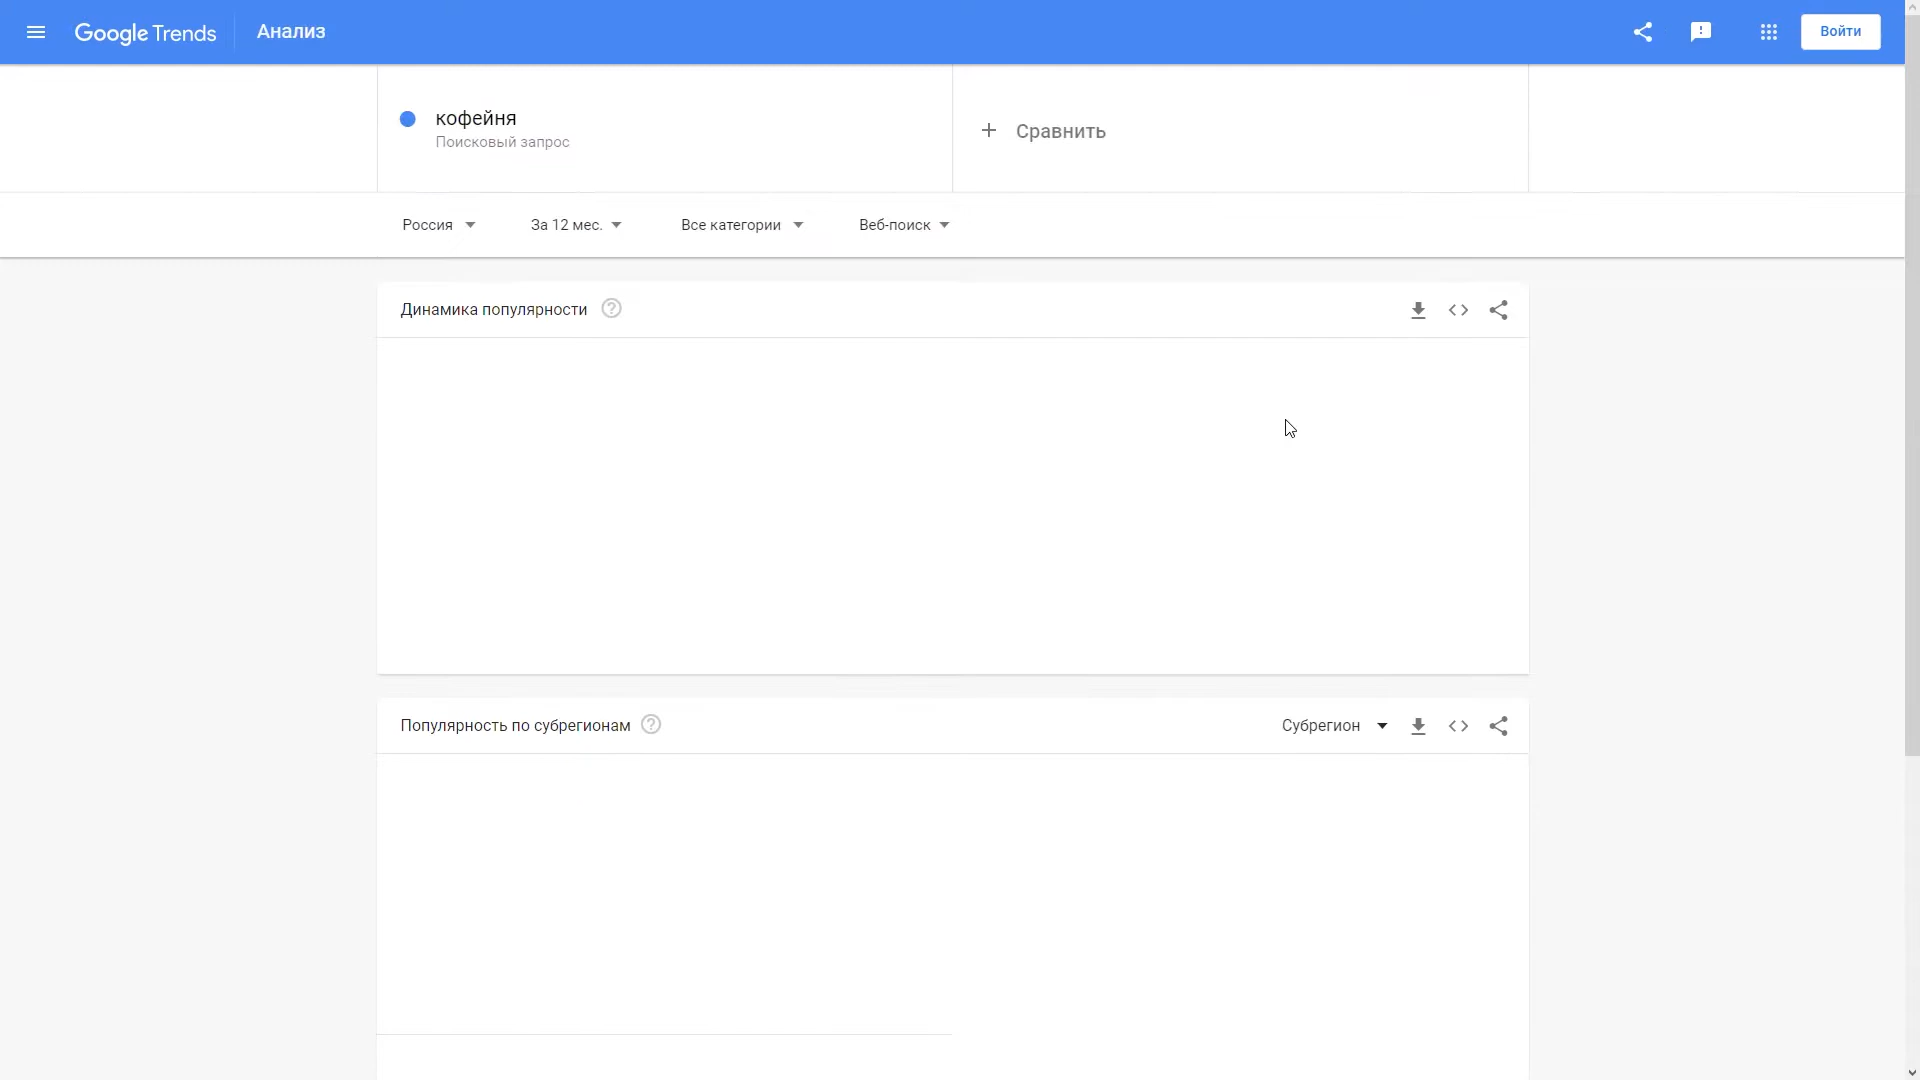 Google Trends Анализ
Войти
кофейня
Поисковый запрос
+ Сравнить
Россия За 12 мес. Все категории Веб-поиск
Динамика популярности ?
Популярность по субрегионам ? Субрегион